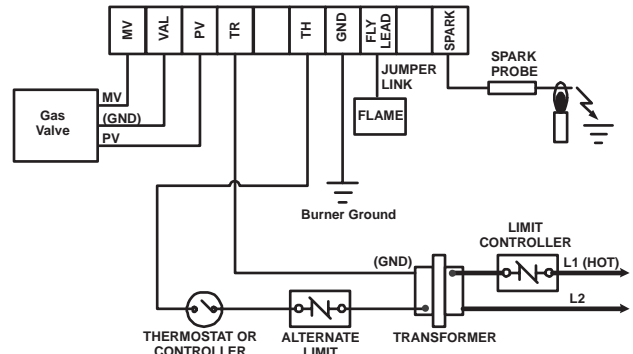 MV VAL PV TR TH GND FLY LEAD SPARK
SPARK
PROBE
JUMPER
LINK
MV
(GND)
PV
Gas
Valve
FLAME
Burner Ground
LIMIT
CONTROLLER
(GND)
L1 (HOT)
L2
THERMOSTAT OR
CONTROLLER
ALTERNATE
LIMIT
TRANSFORMER